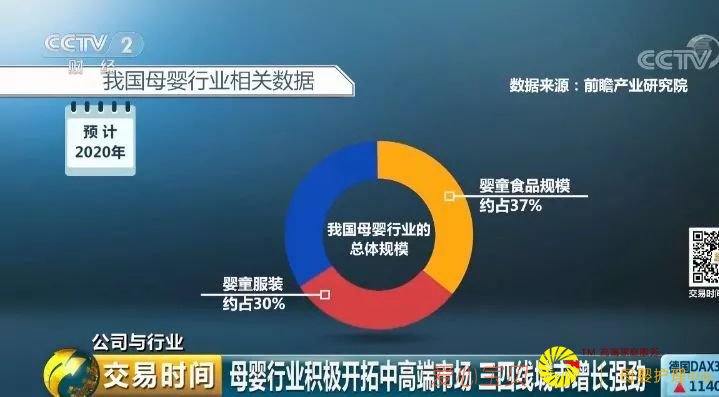 CCTV 2
财经
CCTV
我国母婴行业相关数据
数据来源：前瞻产业研究院
预计
2020年
婴童食品规模
约占37%
我国母婴行业的
总体规模
婴童服装
约占30%
交易时间
公司与行业
交易时间
母婴行业积极开拓中高端市场 三四线城市增长强劲
TM
德国DAX3
▲ 1140